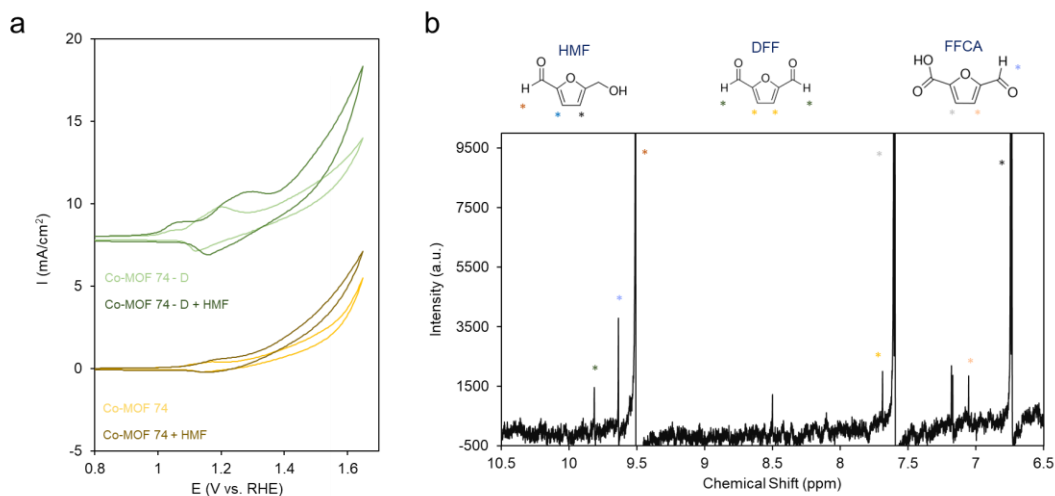 a
20
15
10
5
0
-5
I (mA/cm²)
Co-MOF 74 - D
Co-MOF 74 - D + HMF
Co-MOF 74
Co-MOF 74 + HMF
0.8 1 1.2 1.4 1.6
E (V vs. RHE)
b
HMF DFF FFCA
O H O OH
O H O O H
HO O O H O
* * * * * * * * * *
9500
7500
5500
3500
1500
-500
Intensity (a.u.)
* * * * * * * *
10.5 10 9.5 9 8.5 8 7.5 7 6.5
Chemical Shift (ppm)